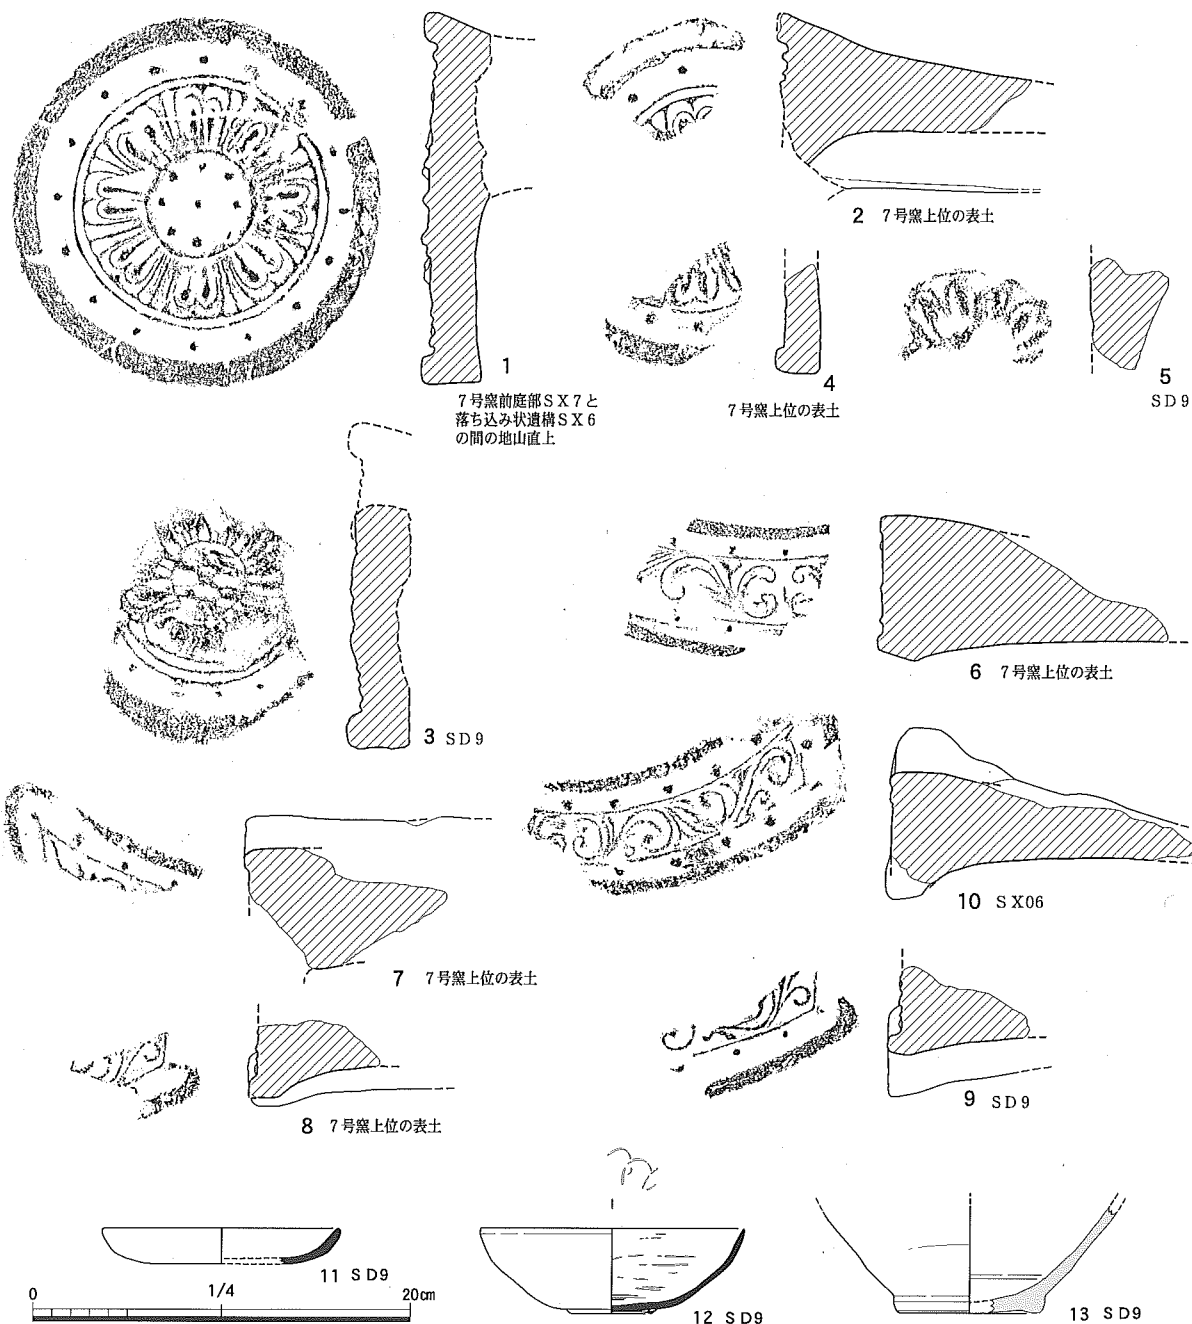 1
7号窯前庭部SX7と
落ち込み状遺構SX6
の間の地山直上
2 7号窯上位の表土
4
7号窯上位の表土
5
SD9
3 SD9
6 7号窯上位の表土
10 SX06
7 7号窯上位の表土
8 7号窯上位の表土
9 SD9
11 SD9
0 1/4 20cm
12 SD9
13 SD9